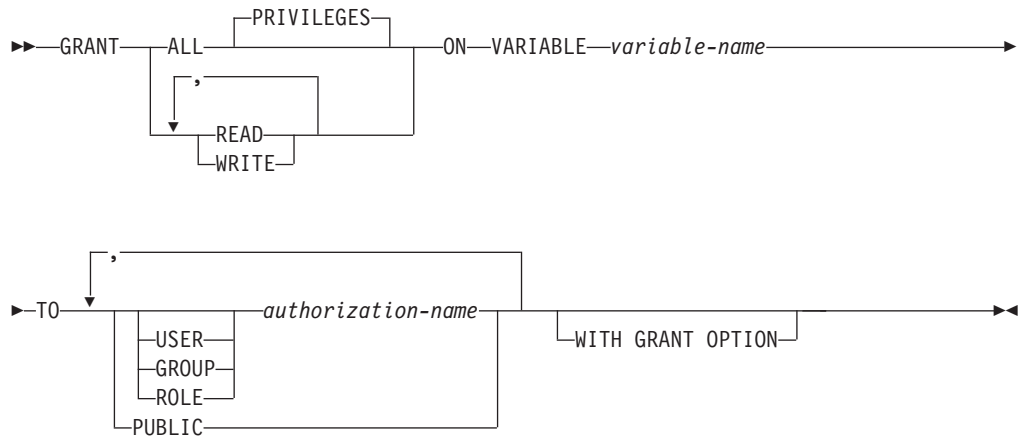 PRIVILEGES
GRANT ALL ON VARIABLE variable-name
,
READ
WRITE
,
TO authorization-name
USER WITH GRANT OPTION
GROUP
ROLE
PUBLIC